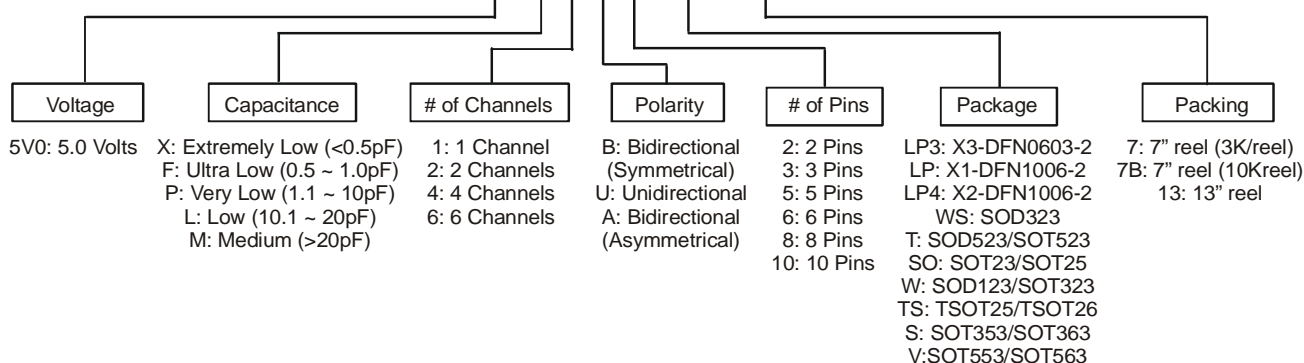 Voltage
5V0: 5.0 Volts
Capacitance
X: Extremely Low (<0.5pF)
F: Ultra Low (0.5 ~ 1.0pF)
P: Very Low (1.1 ~ 10pF)
L: Low (10.1 ~ 20pF)
M: Medium (>20pF)
# of Channels
1: 1 Channel
2: 2 Channels
4: 4 Channels
6: 6 Channels
Polarity
B: Bidirectional
(Symmetrical)
U: Unidirectional
A: Bidirectional
(Asymmetrical)
# of Pins
2: 2 Pins
3: 3 Pins
5: 5 Pins
6: 6 Pins
8: 8 Pins
10: 10 Pins
Package
LP3: X3-DFN0603-2
LP: X1-DFN1006-2
LP4: X2-DFN1006-2
WS: SOD323
T: SOD523/SOT523
SO: SOT23/SOT25
W: SOD123/SOT323
TS: TSOT25/TSOT26
S: SOT353/SOT363
V:SOT553/SOT563
Packing
7: 7” reel (3K/reel)
7B: 7” reel (10Kreel)
13: 13” reel